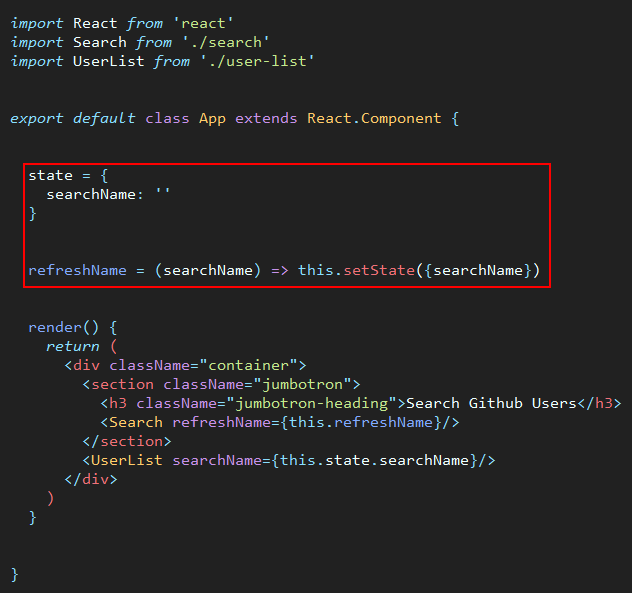 import React from 'react'
import Search from './search'
import UserList from './user-list'
export default class App extends React.Component {
state = {
searchName: ''
}
refreshName = (searchName) => this.setState({searchName})
render() {
return (
<div className="container">
<section className="jumbotron">
<h3 className="jumbotron-heading">Search Github Users</h3>
<Search refreshName={this.refreshName}/>
</section>
<UserList searchName={this.state.searchName}/>
</div>
)
}
}